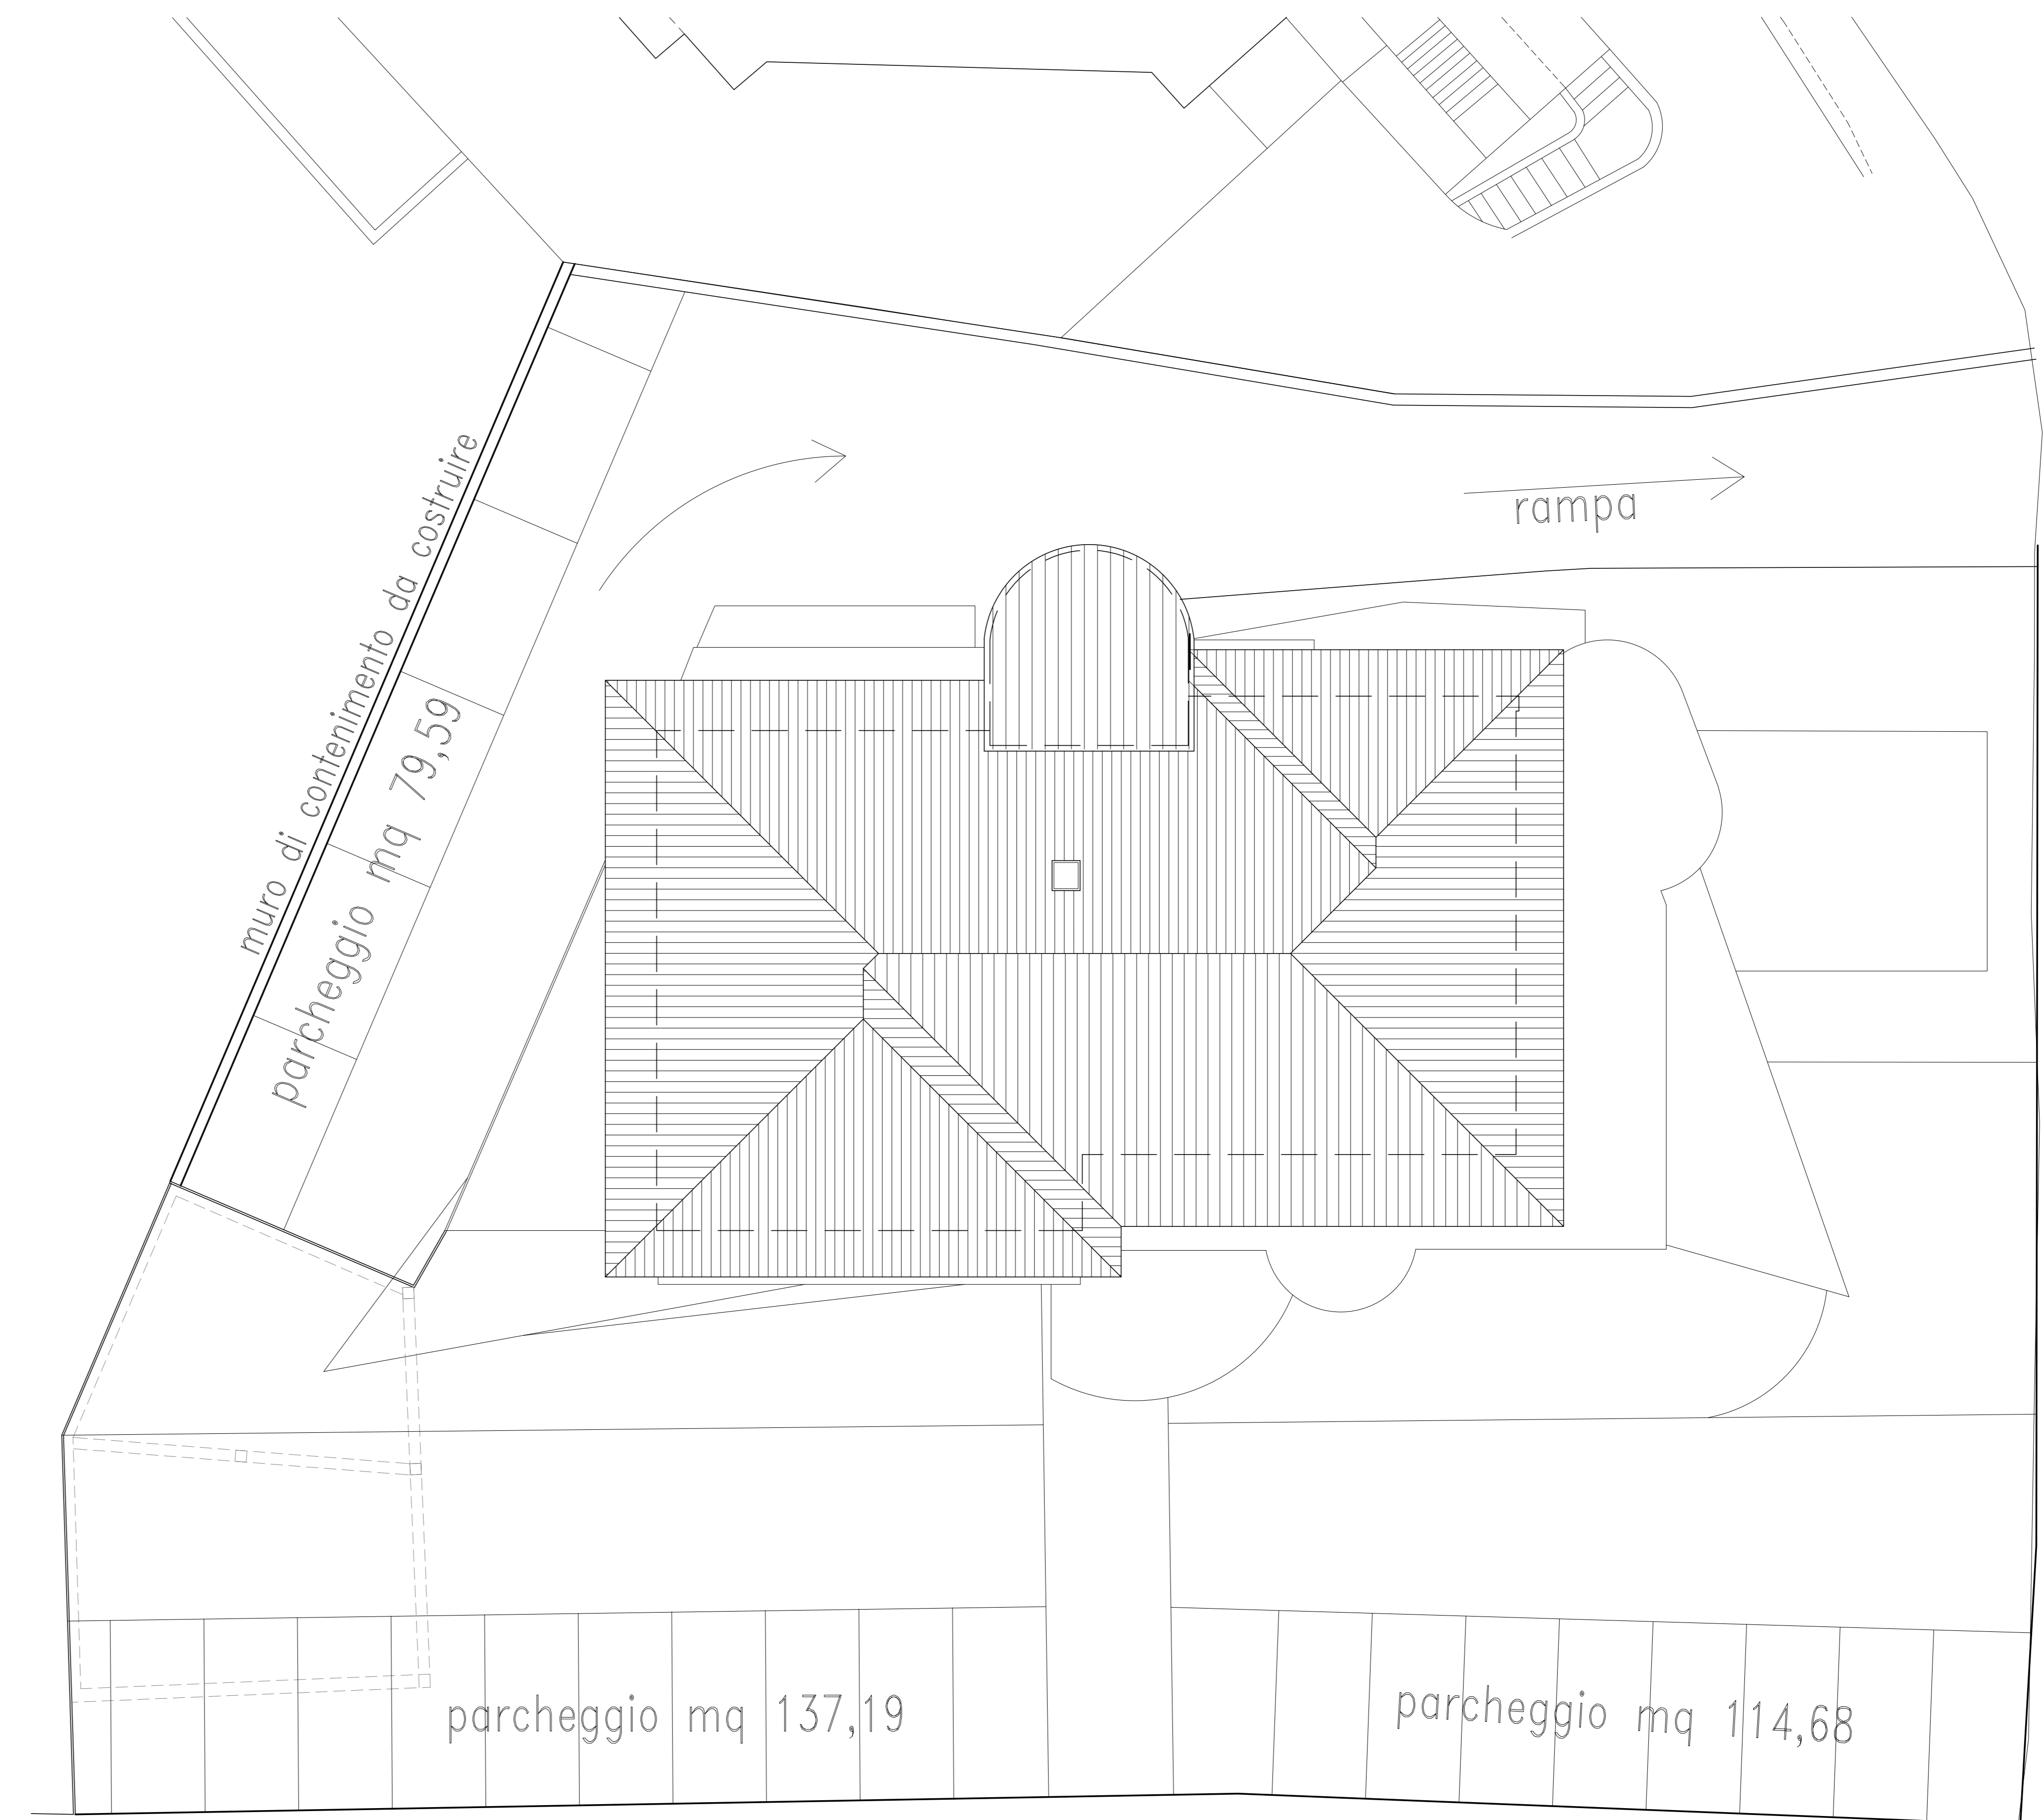 rampa
muro di contenimento da costruire
parcheggio mq 79,59
parcheggio mq 137,19
parcheggio mq 114,68